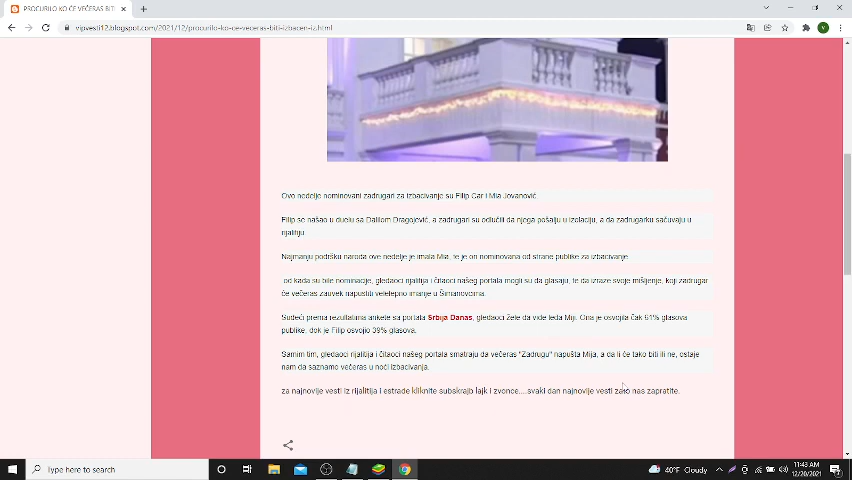 PROCURILO KO ĆE VEČERAS BITI IZBAC
vipvesti12.blogspot.com/2021/12/procurilo-ko-ce-veceras-biti-izbacen-iz.html
Ovo nedelje nominovani zadrugari za izbacivanje su Filip Car i Mia Jovanović.
Filip se našao u duelu sa Dalilom Dragojević, a zadrugari su odlučili da njega pošalju u izolaciju, a da zadrugarku sačuvaju u
rijalitiju.
Najmanju podršku naroda ove nedelje je imala Mia, te je on nominovana od strane publike za izbacivanje.
od kada su bile nominacije, gledaoci rijalitija i čitaoci našeg portala mogli su da glasaju, te da izraze svoje mišljenje, koji zadrugar
će večeras zauvek napustiti velelepno imanje u Šimanovcima.
Sudeći prema rezultatima ankete sa portala Srbija Danas, gledaoci žele da vide leđa Miji. Ona je osvojila čak 61% glasova
publike, dok je Filip osvojio 39% glasova.
Samim tim, gledaoci rijalitija i čitaoci našeg portala smatraju da večeras "Zadrugu" napušta Mija, a da li će tako biti ili ne, ostaje
nam da saznamo večeras u noći izbacivanja.
za najnovije vesti iz rijalitija i estrade kliknite subskrajb lajk i zvonce....svaki dan najnovije vesti zato nas zapratite.
Type here to search
40°F Cloudy
11:43 AM
12/20/2021